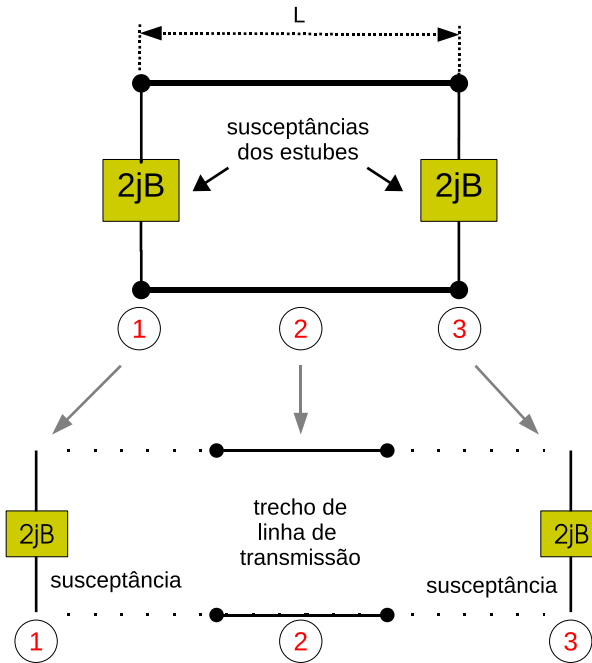 L
susceptâncias
dos estubes
2jB
2jB
1
2
3
trecho de
linha de
transmissão
2jB
2jB
susceptância
susceptância
1
2
3